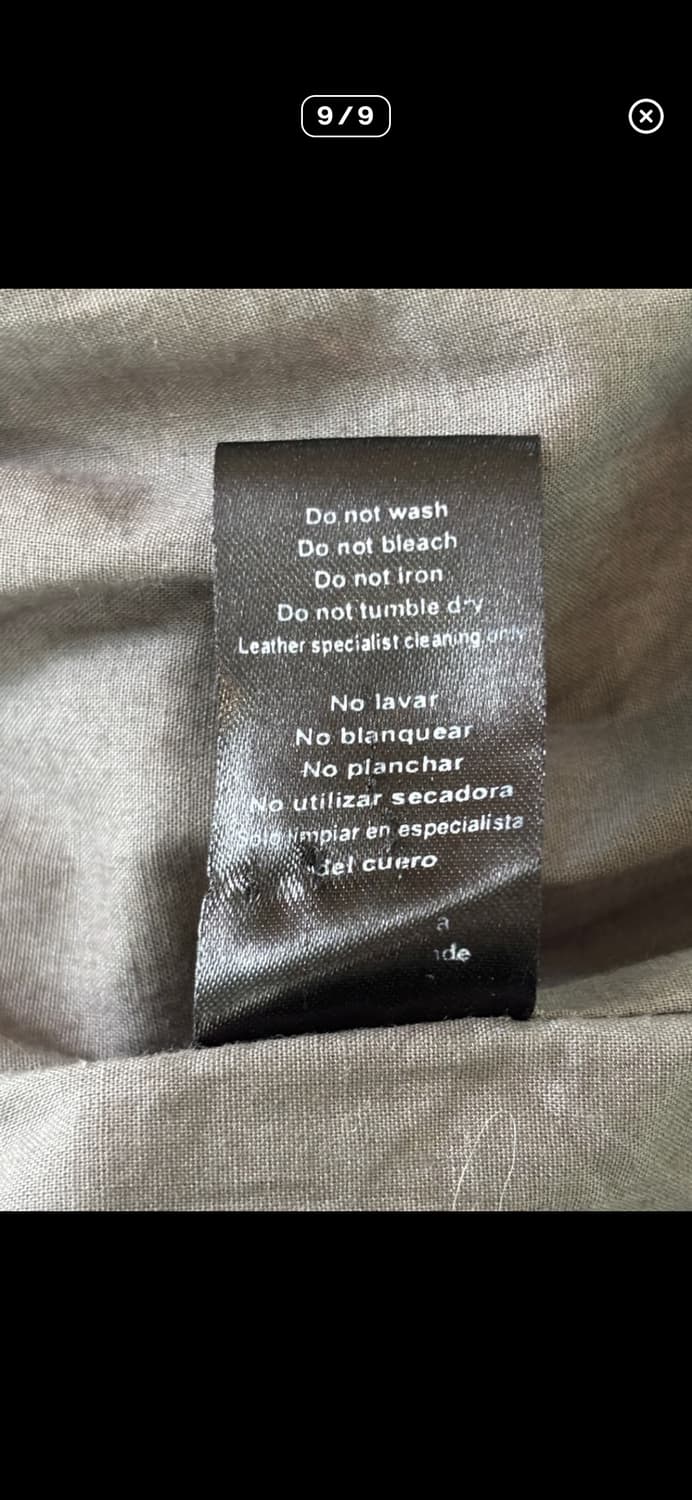 9/9
Do not wash
Do not bleach
Do not iron
Do not tumble dry
Leather specialist cleaning only
No lavar
No blanquear
No planchar
No utilizar secadora
Solo limpiar en especialista
del cuero